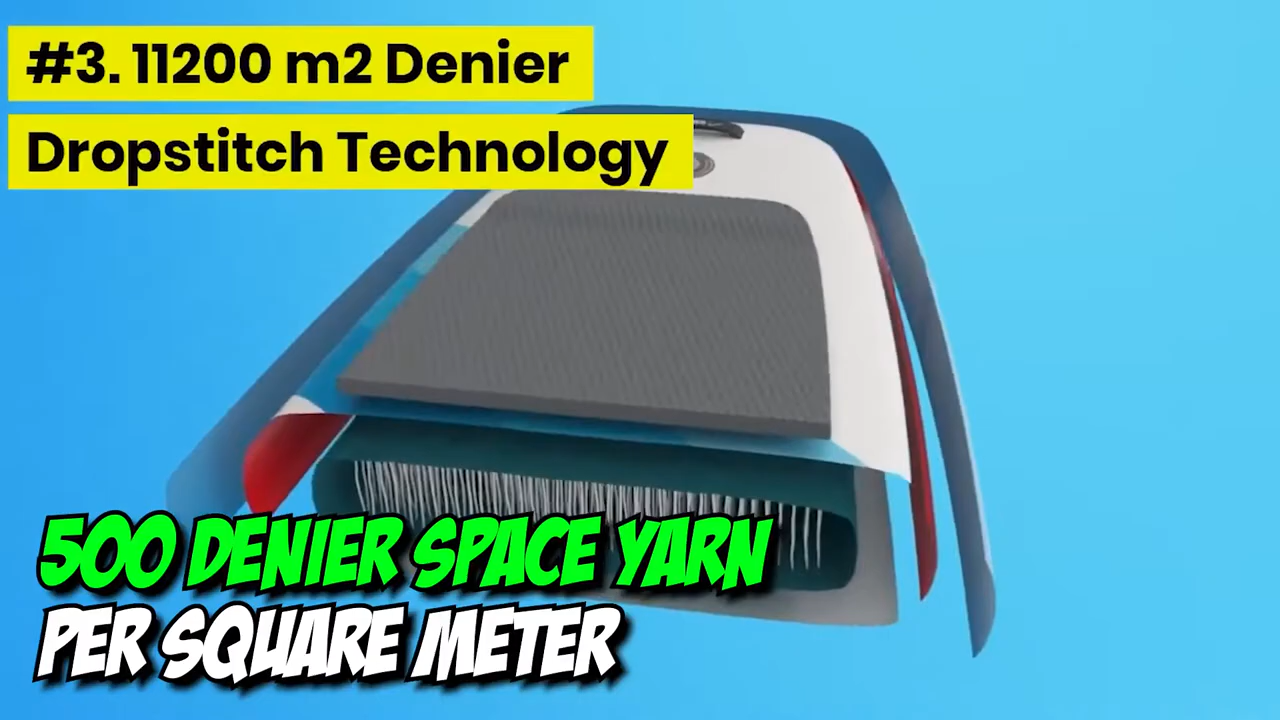 #3. 11200 m2 Denier
Dropstitch Technology
500 DENIER SPACE YARN
PER SQUARE METER